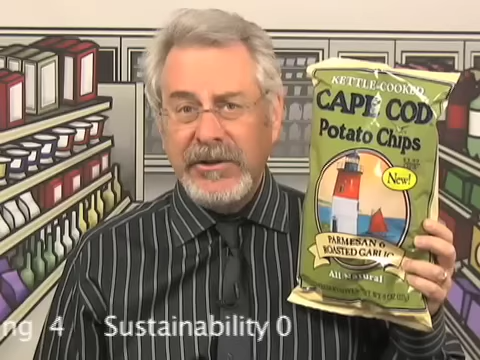 KETTLE-COOKED
CAPE COD
Potato Chips
New!
PARMESAN &
ROASTED GARLIC
All Natural
ng 4 Sustainability 0